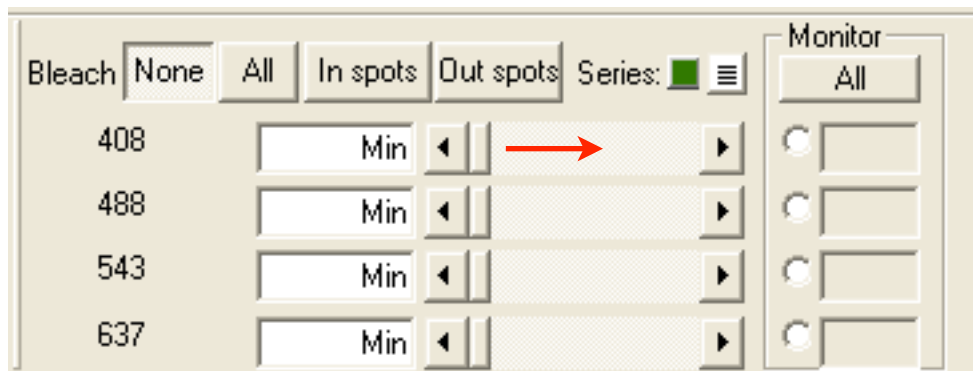 Monitor
Bleach None All In spots Out spots Series: All
408 Min
488 Min
543 Min
637 Min